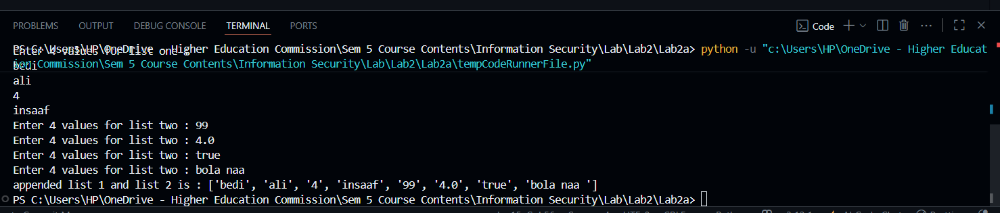 PROBLEMS OUTPUT DEBUG CONSOLE TERMINAL PORTS Code
Enter 4 values for list one
PS C:\Users\HP\OneDrive - Higher Education Commission\Sem 5 Course Contents\Information Security\Lab\Lab2\Lab2a> python -u "c:\Users\HP\OneDrive - Higher Educat
ion Commission\Sem 5 Course Contents\Information Security\Lab\Lab2\Lab2a\tempCodeRunnerFile.py"
bedi
ali
4
insaaf
Enter 4 values for list two : 99
Enter 4 values for list two : 4.0
Enter 4 values for list two : true
Enter 4 values for list two : bola naa
appended list 1 and list 2 is : ['bedi', 'ali', '4', 'insaaf', '99', '4.0', 'true', 'bola naa ']
PS C:\Users\HP\OneDrive - Higher Education Commission\Sem 5 Course Contents\Information Security\Lab\Lab2\Lab2a>